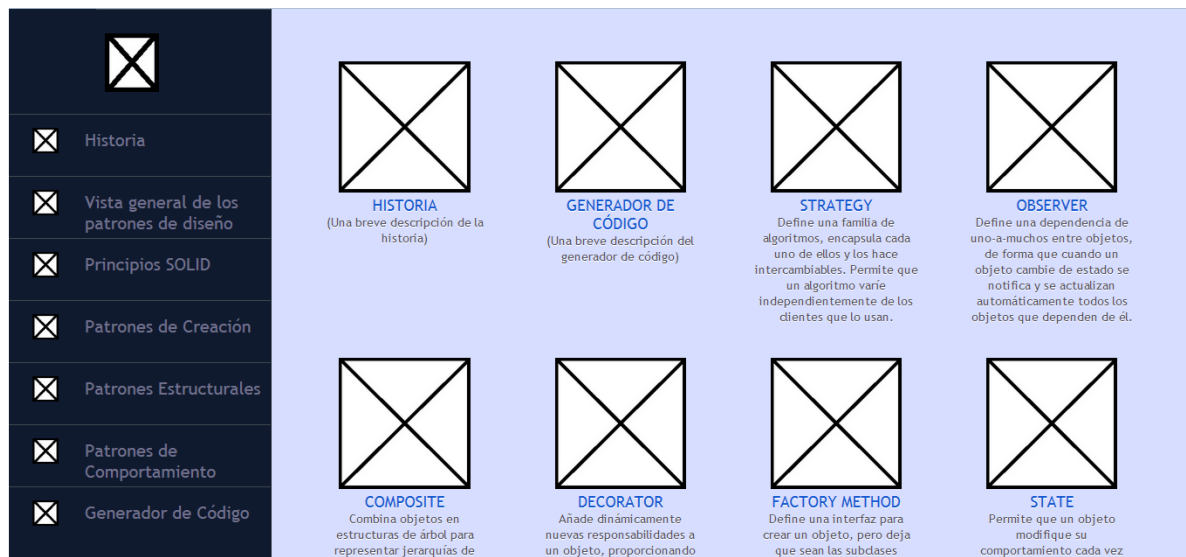 Historia
Vista general de los
patrones de diseño
Principios SOLID
Patrones de Creación
Patrones Estructurales
Patrones de
Comportamiento
Generador de Código
HISTORIA
(Una breve descripción de la
historia)
GENERADOR DE
CÓDIGO
(Una breve descripción del
generador de código)
STRATEGY
Define una familia de
algoritmos, encapsula cada
uno de ellos y los hace
intercambiables. Permite que
un algoritmo varíe
independientemente de los
clientes que lo usan.
OBSERVER
Define una dependencia de
uno-a-muchos entre objetos,
de forma que cuando un
objeto cambie de estado se
notifica y se actualizan
automáticamente todos los
objetos que dependen de él.
COMPOSITE
Combina objetos en
estructuras de árbol para
representar jerarquías de
DECORATOR
Añade dinámicamente
nuevas responsabilidades a
un objeto, proporcionando
FACTORY METHOD
Define una interfaz para
crear un objeto, pero deja
que sean las subclases
STATE
Permite que un objeto
modifique su
comportamiento cada vez